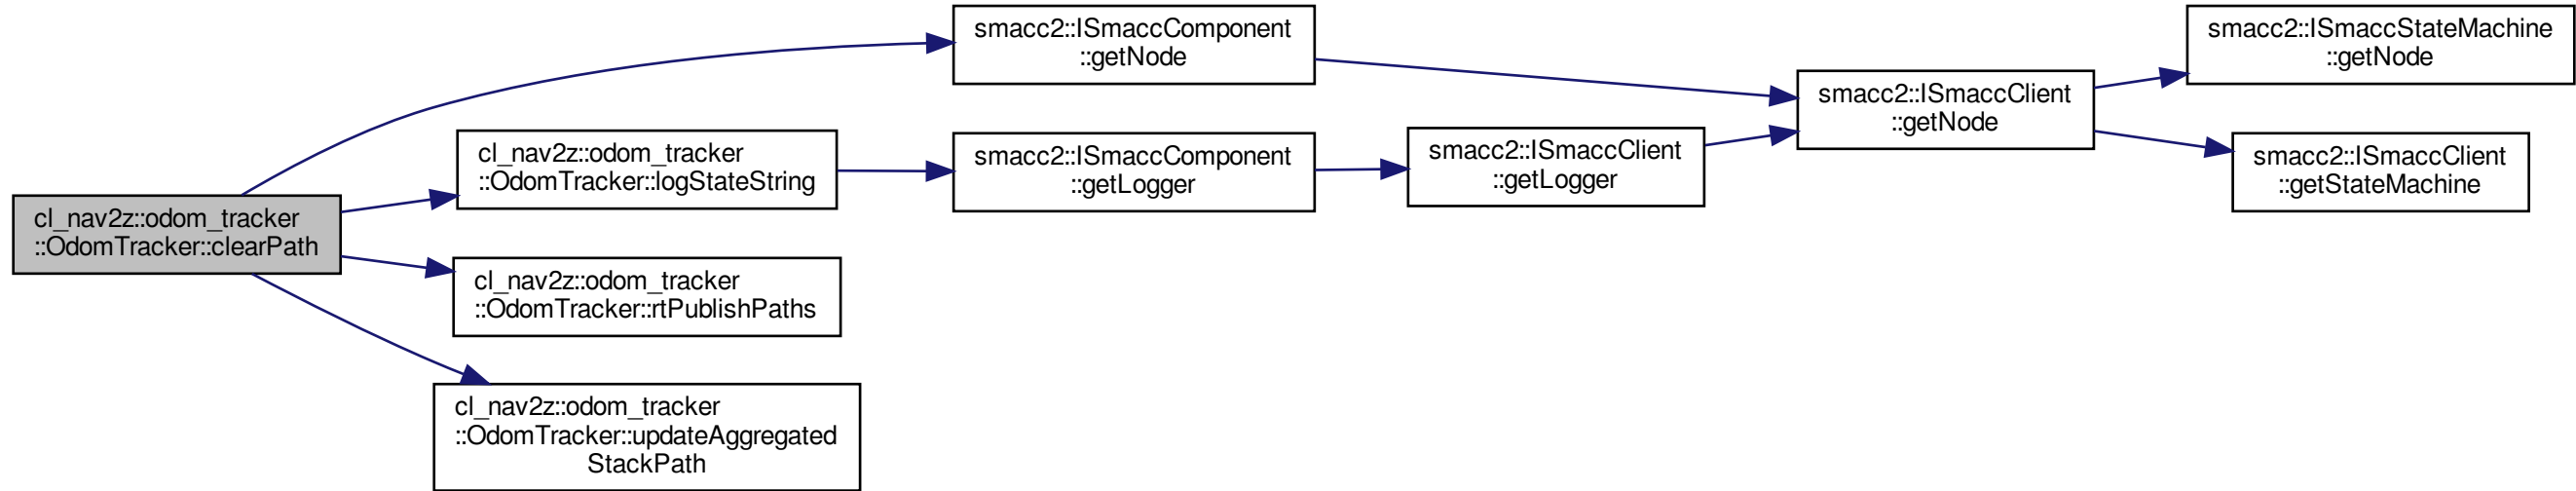 cl_nav2z::odom_tracker
::OdomTracker::clearPath
smacc2::ISmaccComponent
::getNode
cl_nav2z::odom_tracker
::OdomTracker::logStateString
cl_nav2z::odom_tracker
::OdomTracker::rtPublishPaths
cl_nav2z::odom_tracker
::OdomTracker::updateAggregated
StackPath
smacc2::ISmaccComponent
::getLogger
smacc2::ISmaccClient
::getLogger
smacc2::ISmaccClient
::getNode
smacc2::ISmaccStateMachine
::getNode
smacc2::ISmaccClient
::getStateMachine